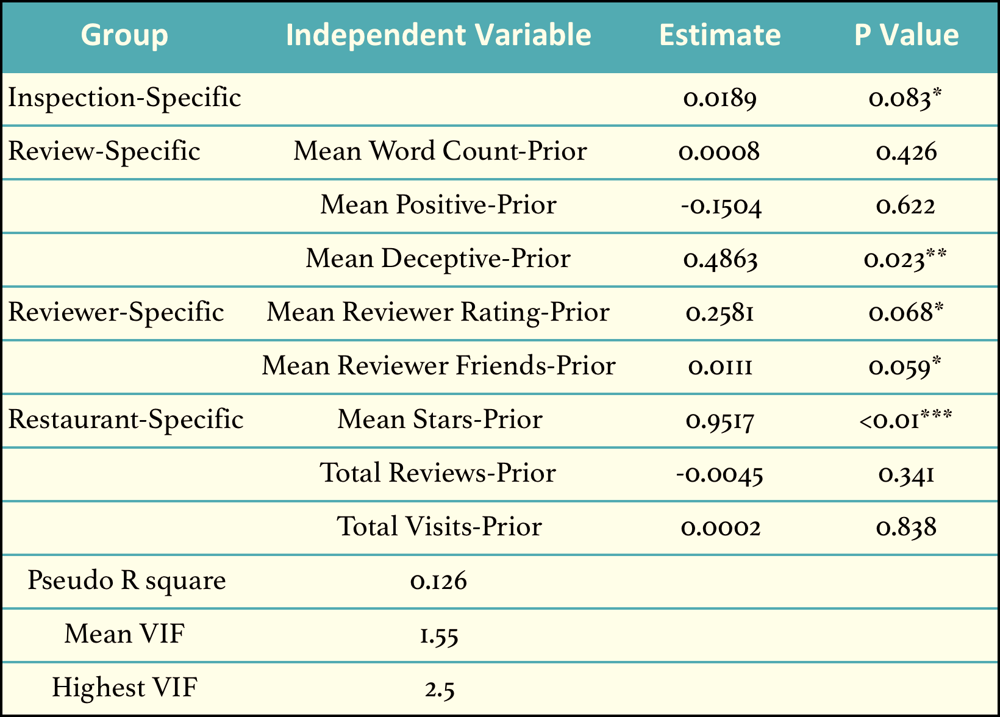 Group Independent Variable Estimate P Value
Inspection-Specific 0.0189 0.083*
Review-Specific Mean Word Count-Prior 0.0008 0.426
Mean Positive-Prior -0.1504 0.622
Mean Deceptive-Prior 0.4863 0.023**
Reviewer-Specific Mean Reviewer Rating-Prior 0.2581 0.068*
Mean Reviewer Friends-Prior 0.0111 0.059*
Restaurant-Specific Mean Stars-Prior 0.9517 <0.01***
Total Reviews-Prior -0.0045 0.341
Total Visits-Prior 0.0002 0.838
Pseudo R square 0.126
Mean VIF 1.55
Highest VIF 2.5